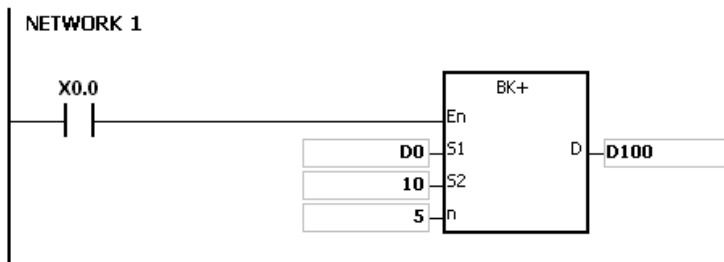 NETWORK 1
X0.0
BK+
En
D0 S1 D D100
10 S2
5 n